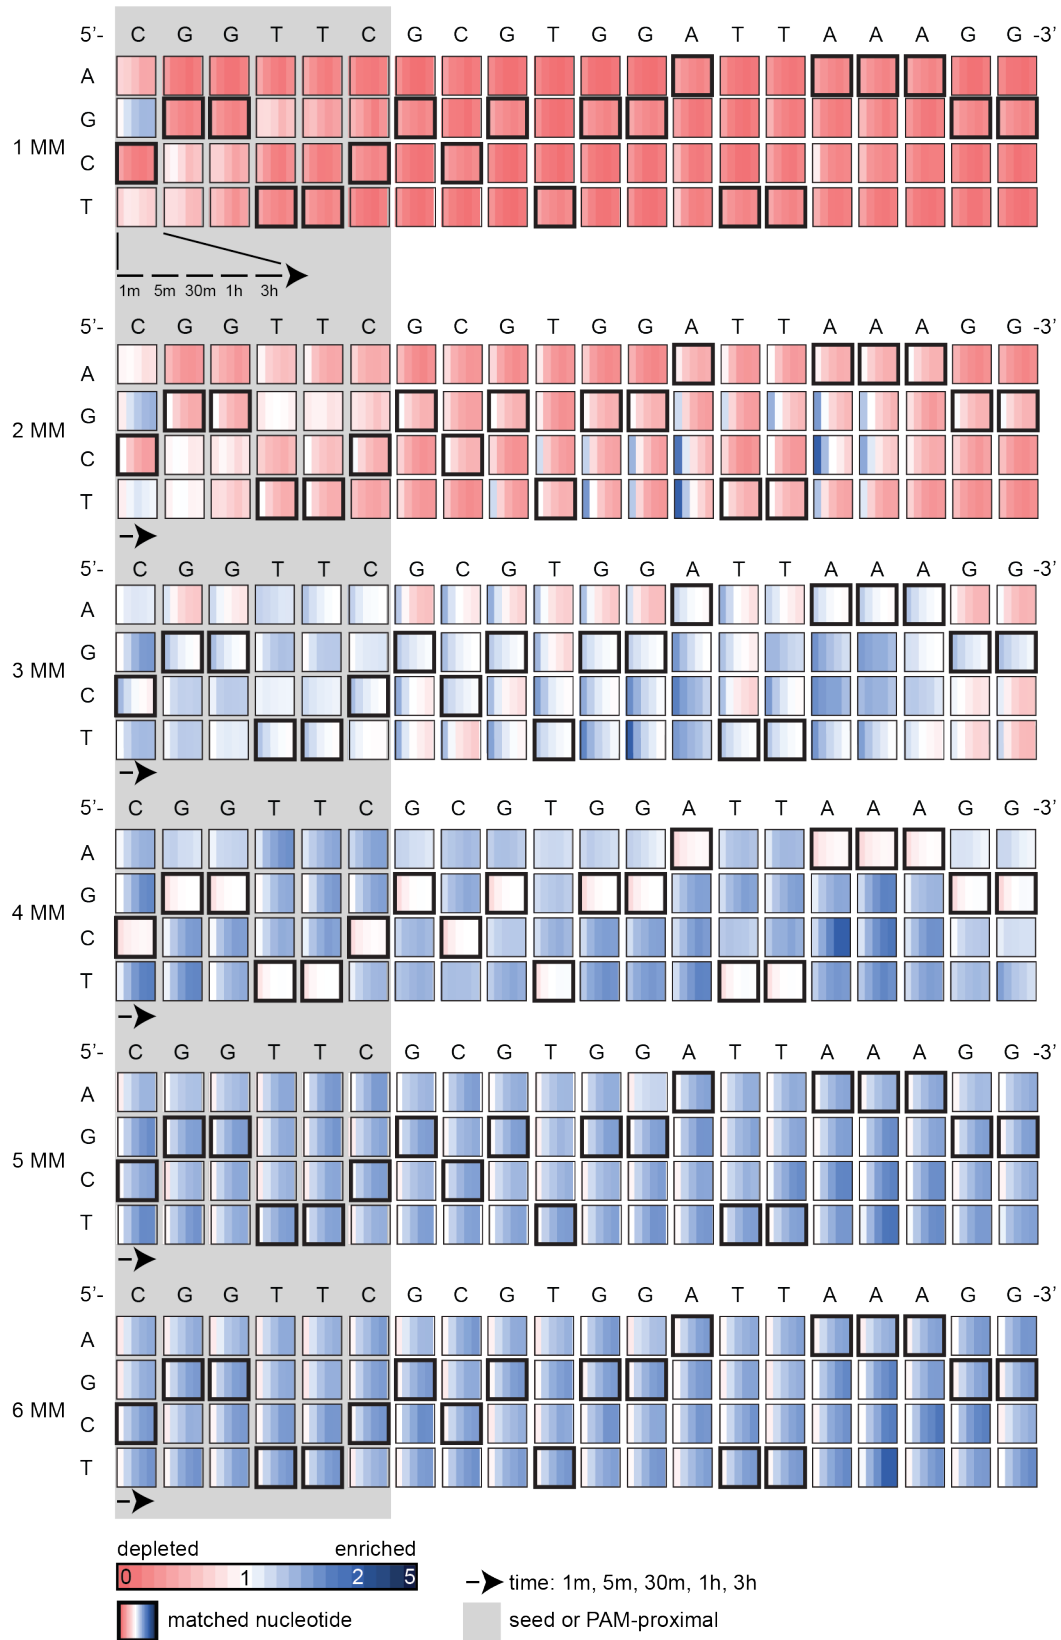 5’- C G G T T C G C G T G G A T T A A A G G -3’
A
G
1 MM
C
T
1m 5m 30m 1h 3h
5’- C G G T T C G C G T G G A T T A A A G G -3’
A
G
2 MM
C
T
5’- C G G T T C G C G T G G A T T A A A G G -3’
A
G
3 MM
C
T
5’- C G G T T C G C G T G G A T T A A A G G -3’
A
G
4 MM
C
T
5’- C G G T T C G C G T G G A T T A A A G G -3’
A
G
5 MM
C
T
5’- C G G T T C G C G T G G A T T A A A G G -3’
A
G
6 MM
C
T
depleted enriched
0 1 2 5
time: 1m, 5m, 30m, 1h, 3h
matched nucleotide
seed or PAM-proximal